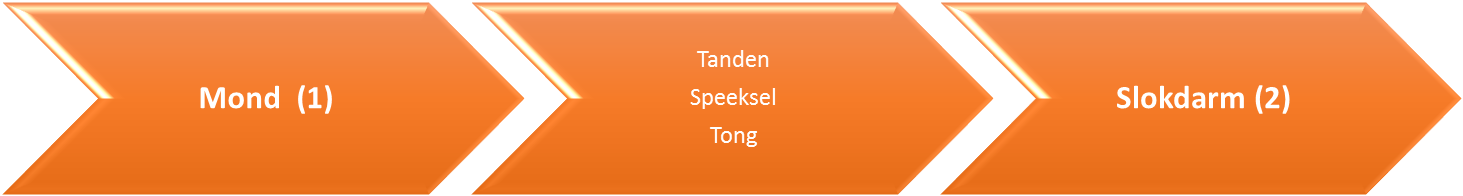 Mond (1)
Tanden
Speeksel
Tong
Slokdarm (2)